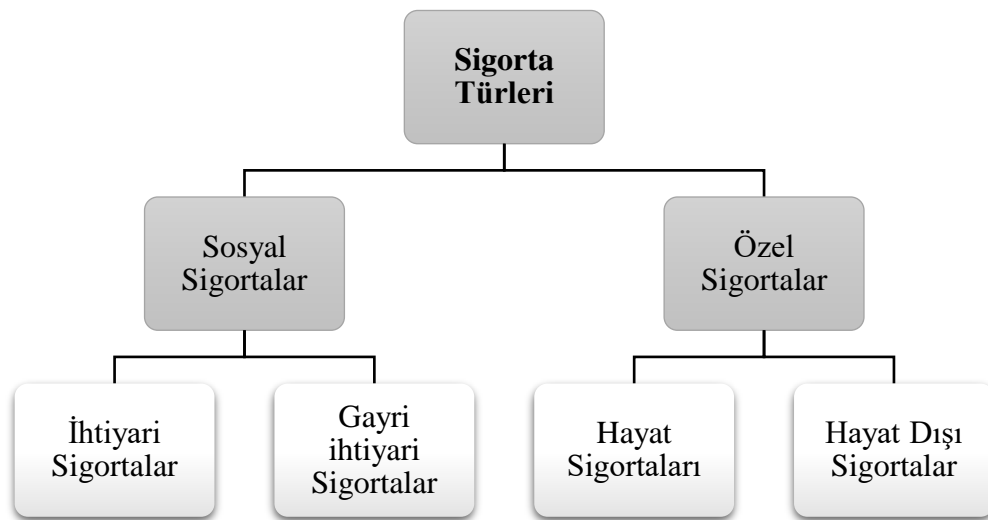 Sigorta
Türleri
Sosyal
Sigortalar
Özel
Sigortalar
İhtiyari
Sigortalar
Gayri
ihtiyari
Sigortalar
Hayat
Sigortaları
Hayat Dışı
Sigortalar